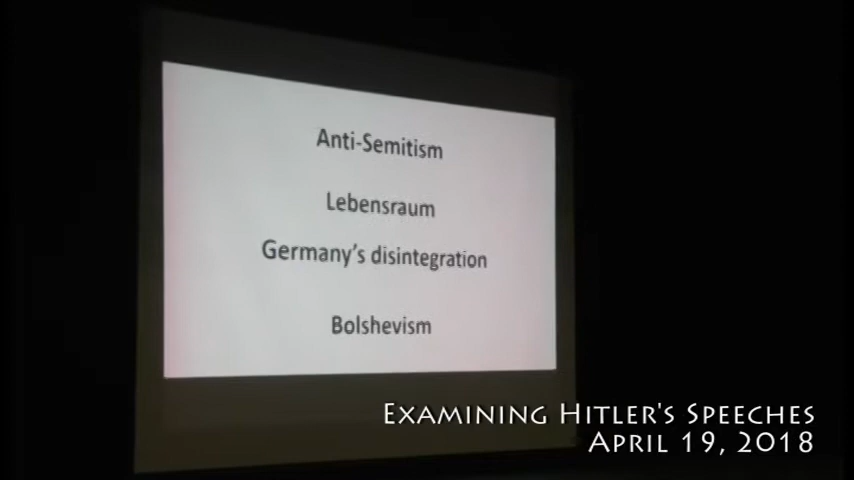 Anti-Semitism
Lebensraum
Germany's disintegration
Bolshevism
Examining Hitler's Speeches
April 19, 2018